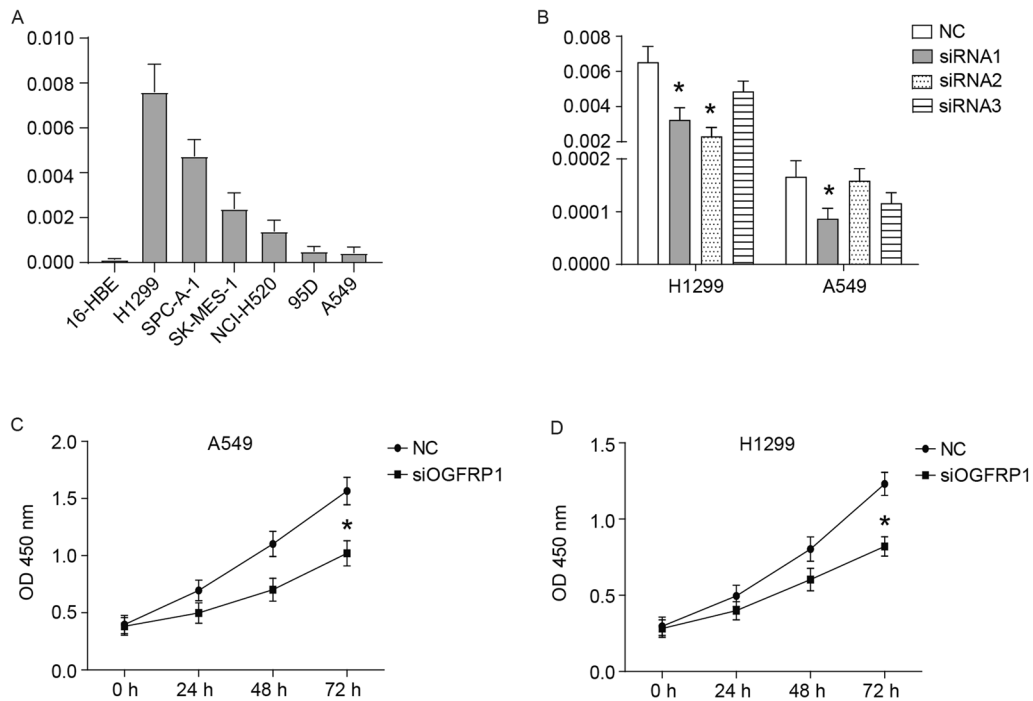 A
0.010
0.008
0.006
0.004
0.002
0.000
16-HBE
H1299
SPC-A-1
SK-MES-1
NCI-H520
95D
A549
B
0.008
0.006
0.004
0.002
0.0002
0.0001
0.0000
*
*
*
H1299
A549
NC
siRNA1
siRNA2
siRNA3
C
A549
2.0
1.5
1.0
0.5
0.0
OD 450 nm
*
0 h
24 h
48 h
72 h
NC
siOGFRP1
D
H1299
1.5
1.0
0.5
0.0
OD 450 nm
*
0 h
24 h
48 h
72 h
NC
siOGFRP1